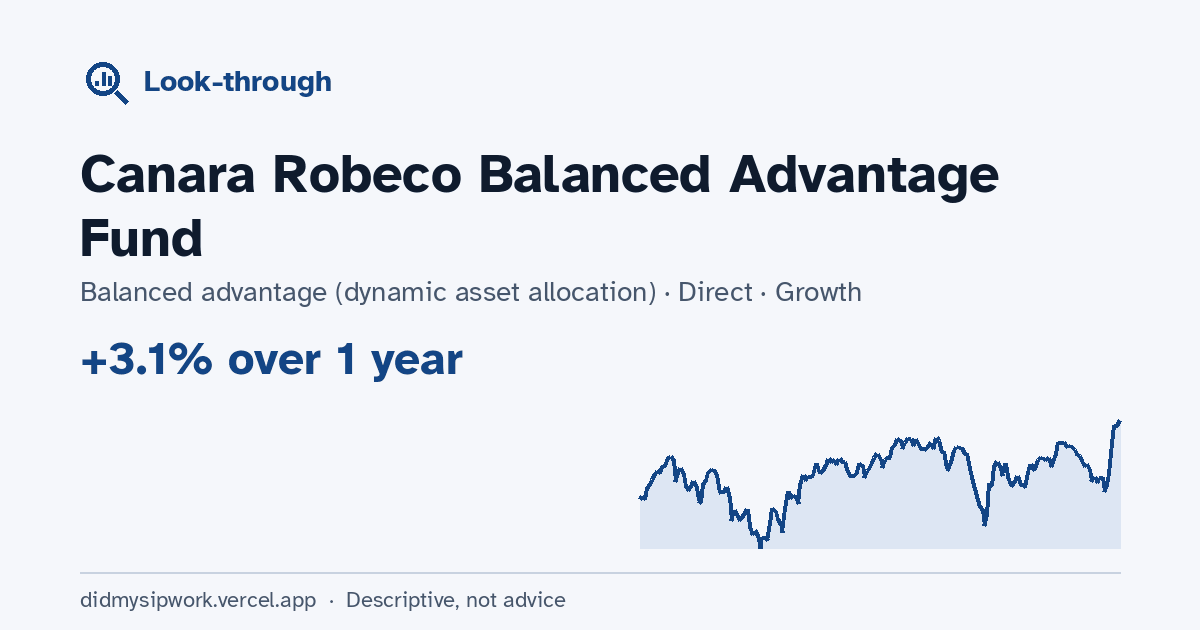 Look-through
Canara Robeco Balanced Advantage
Fund
Balanced advantage (dynamic asset allocation) · Direct · Growth
+3.1% over 1 year
didmysipwork.vercel.app · Descriptive, not advice